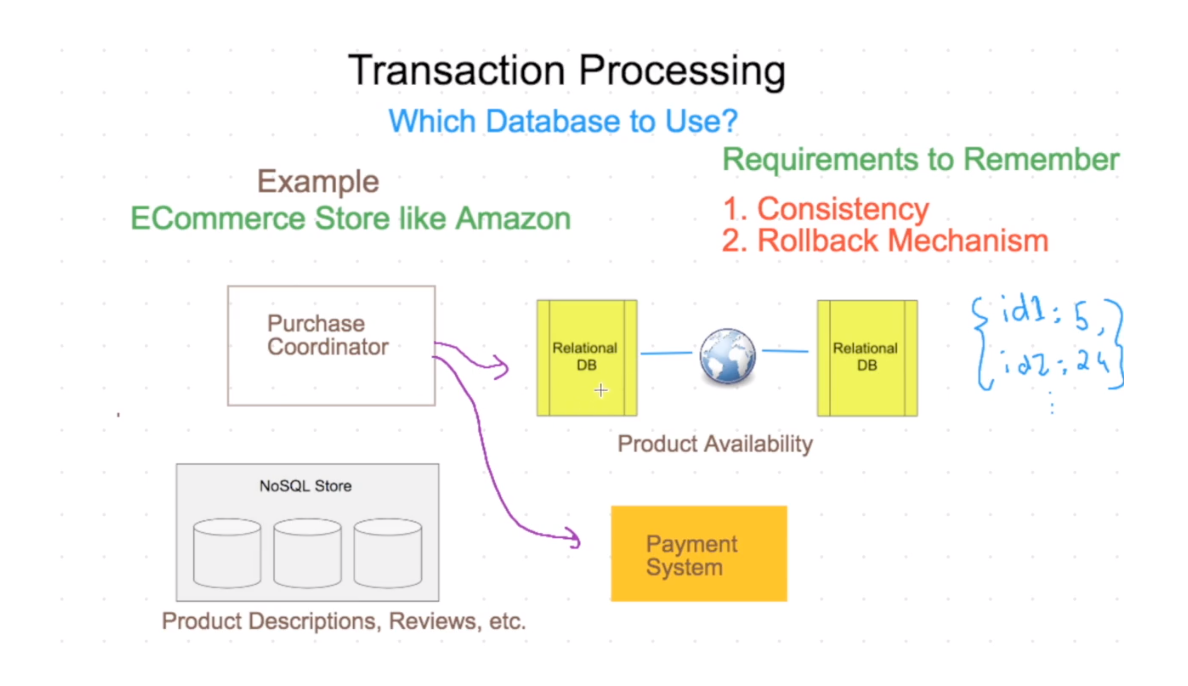 Transaction Processing
Which Database to Use?
Requirements to Remember
Example
ECommerce Store like Amazon
1. Consistency
2. Rollback Mechanism
Purchase
Coordinator
Relational
DB
Relational
DB
{ id1: 5,
id2: 24 }
⋮
Product Availability
NoSQL Store
Payment
System
Product Descriptions, Reviews, etc.